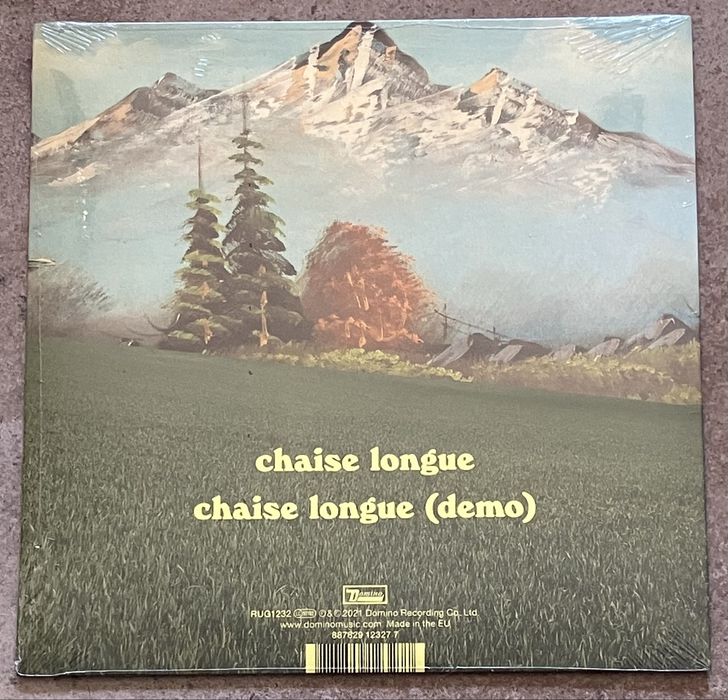 chaise longue
chaise longue (demo)
Domino
RUG1232 ℗&©2021 Domino Recording Co. Ltd.
www.dominomusic.com Made in the EU
887829 12327 7